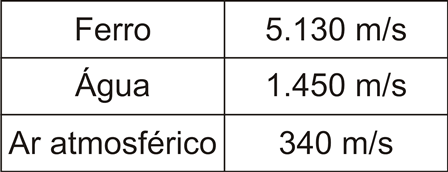 Ferro 5.130 m/s
Água 1.450 m/s
Ar atmosférico 340 m/s